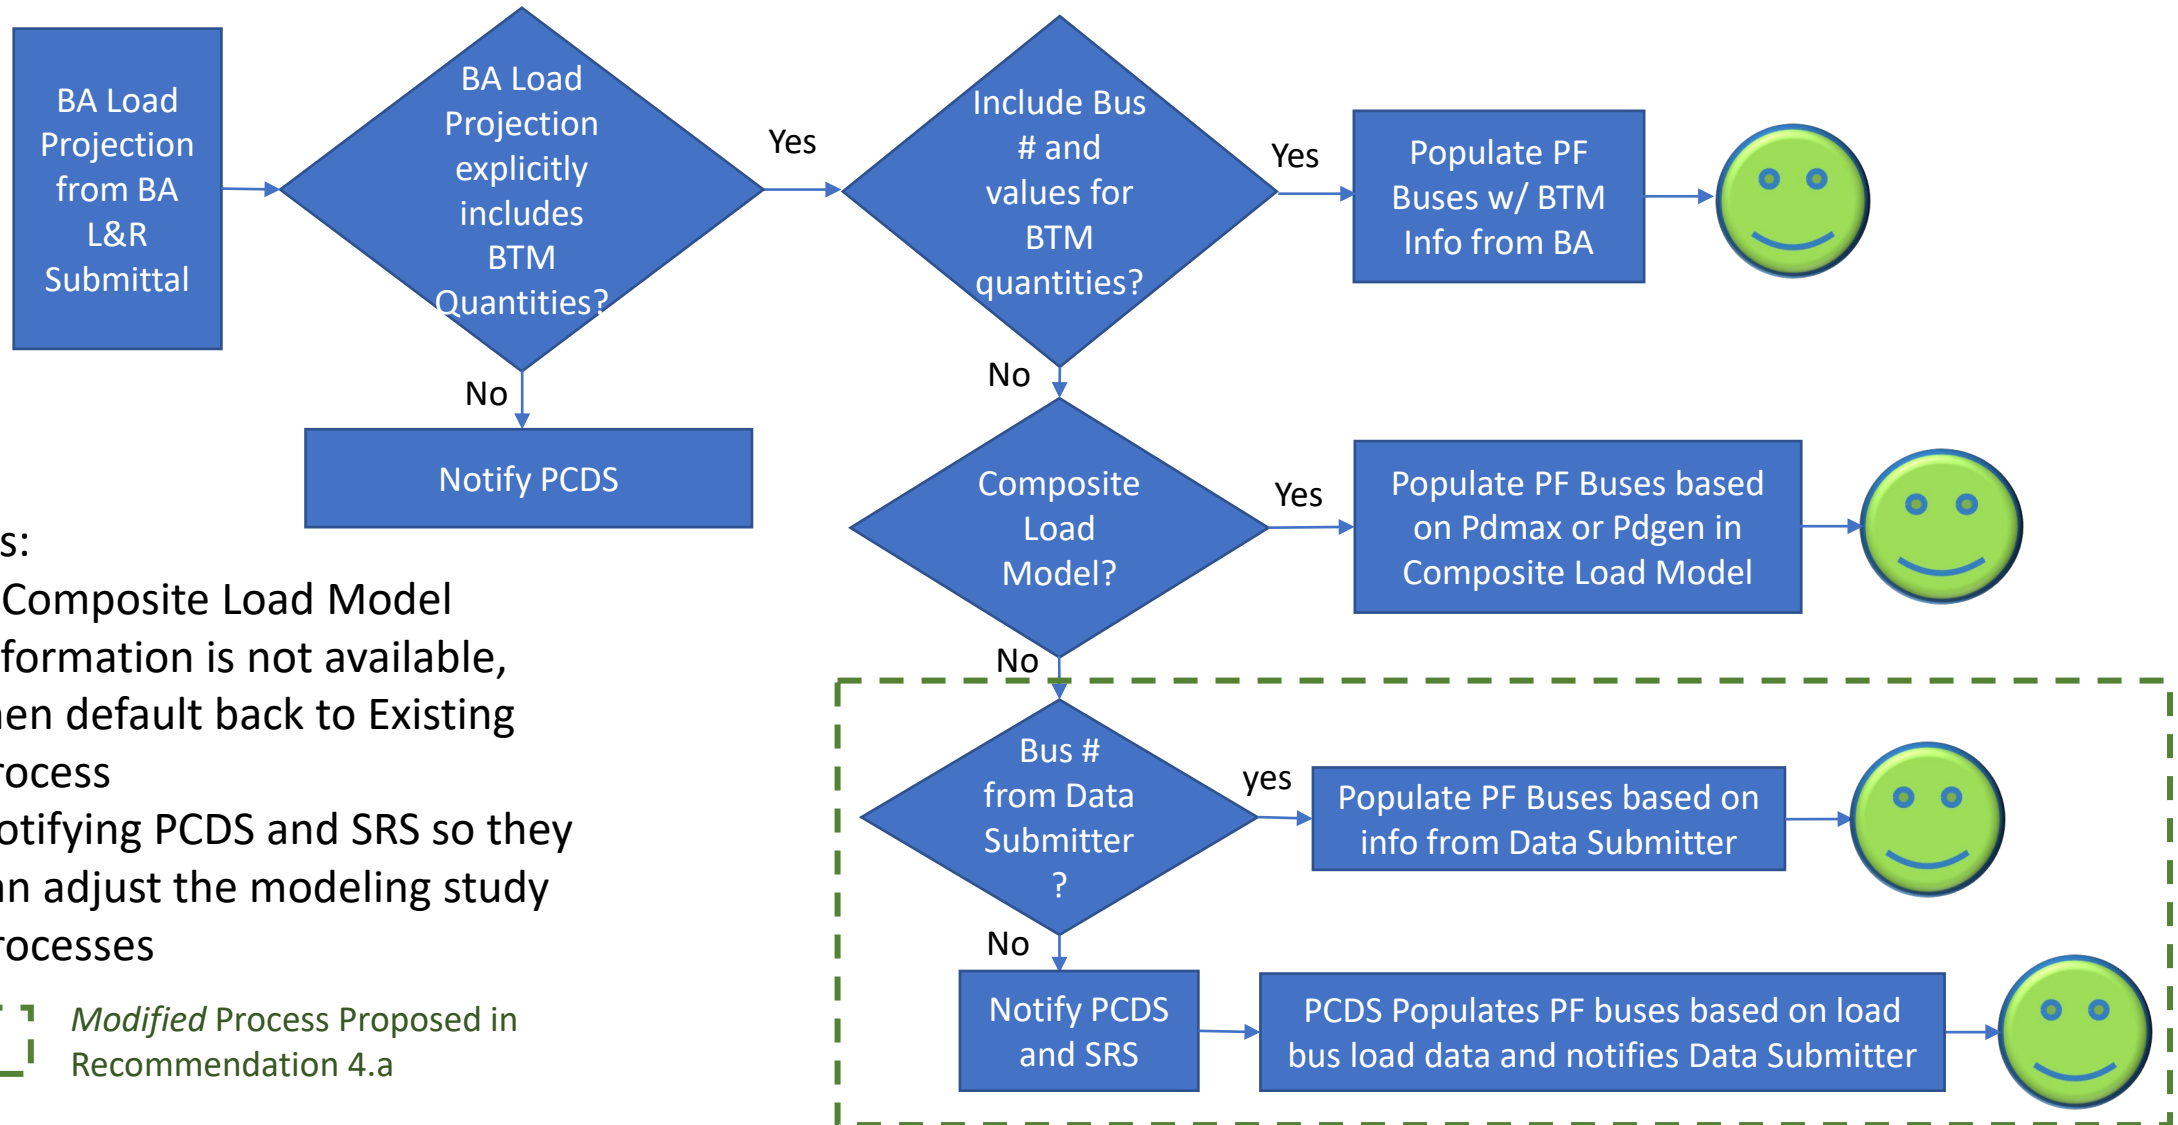 BA Load
Projection
from BA
L&R
Submittal
BA Load
Projection
explicitly
includes
BTM
Quantities?
Yes
Include Bus
# and
values for
BTM
quantities?
Yes
Populate PF
Buses w/ BTM
Info from BA
No
Notify PCDS
No
Composite
Load
Model?
Yes
Populate PF Buses based
on Pdmax or Pdgen in
Composite Load Model
No
Bus #
from Data
Submitter
?
yes
Populate PF Buses based on
info from Data Submitter
No
Notify PCDS
and SRS
PCDS Populates PF buses based on load
bus load data and notifies Data Submitter
s:
Composite Load Model
formation is not available,
en default back to Existing
rocess
otifying PCDS and SRS so they
n adjust the modeling study
rocesses
Modified Process Proposed in
Recommendation 4.a